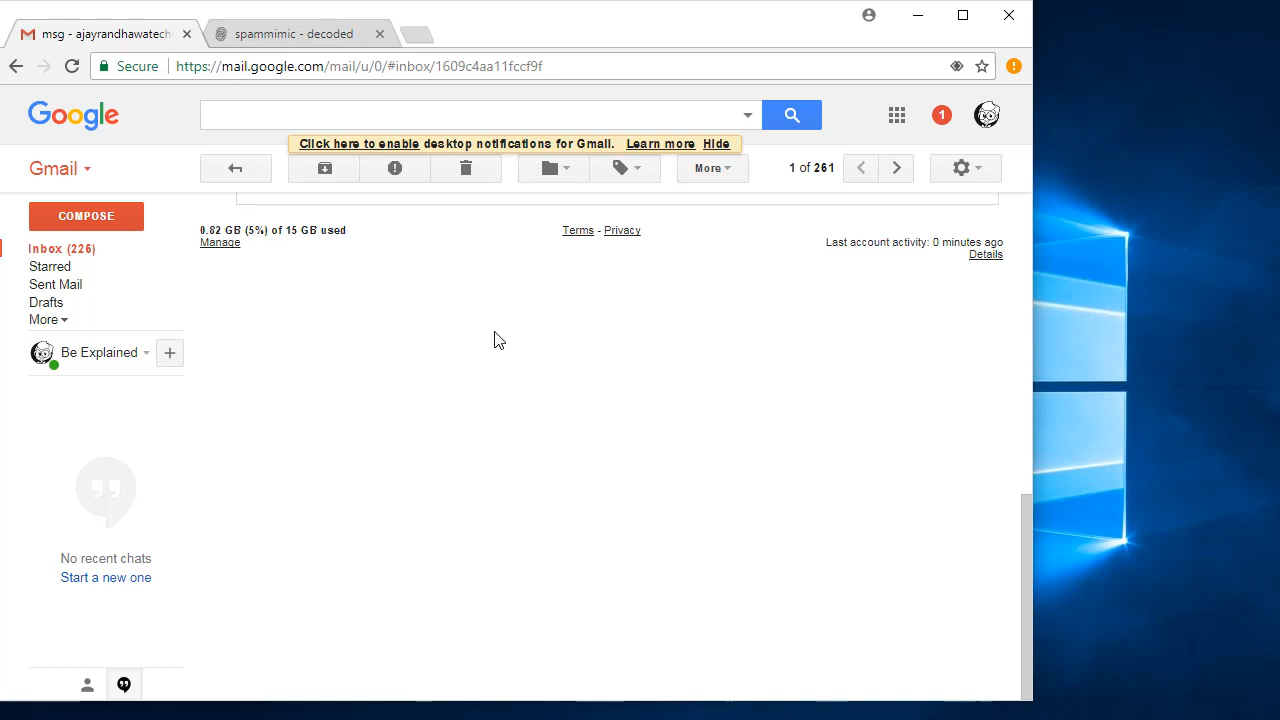 msg - ajayrandhawatech
spammimic - decoded
Secure
https://mail.google.com/mail/u/0/#inbox/1609c4aa11fccf9f
Google
1
Click here to enable desktop notifications for Gmail. Learn more Hide
Gmail
More
1 of 261
COMPOSE
0.82 GB (5%) of 15 GB used
Manage
Terms - Privacy
Last account activity: 0 minutes ago
Details
Inbox (226)
Starred
Sent Mail
Drafts
More
Be Explained
No recent chats
Start a new one